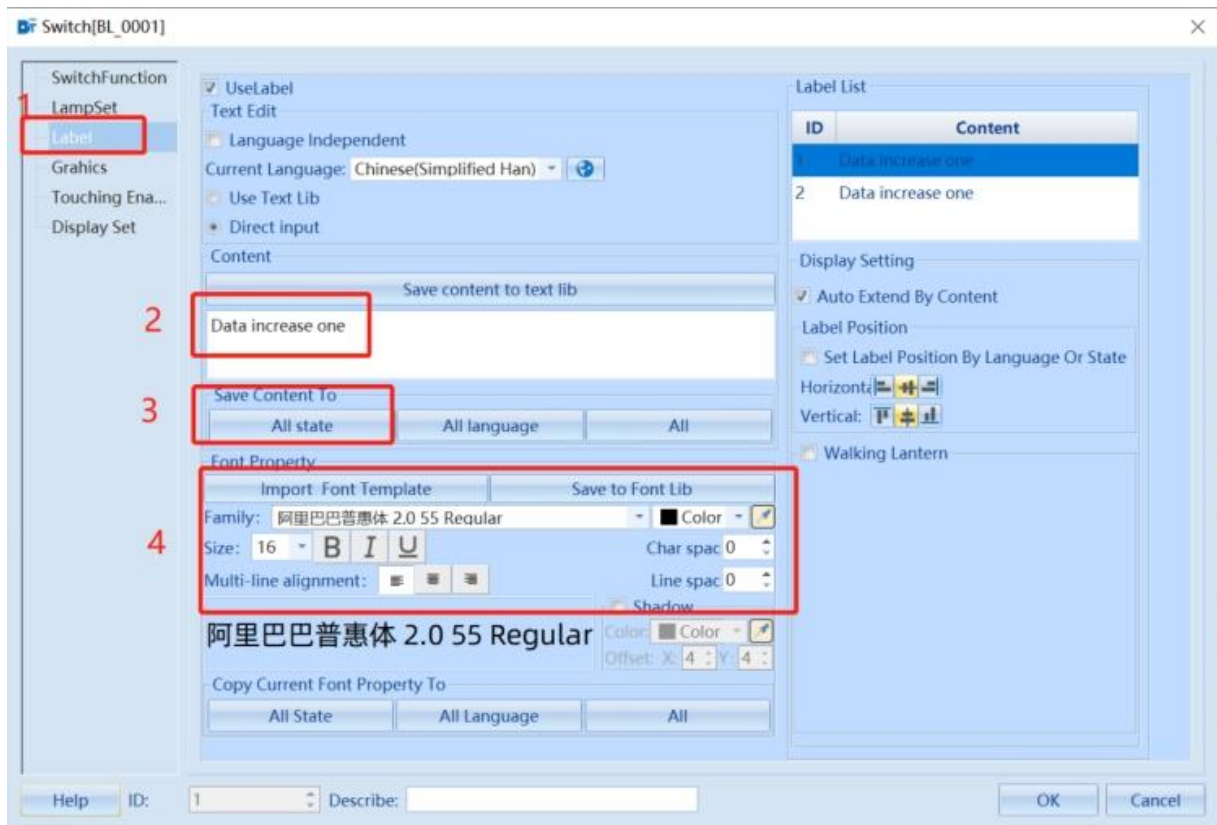 Switch[BL_0001]
SwitchFunction
1
LampSet
Label
Grahics
Touching Ena...
Display Set
UseLabel
Text Edit
Language Independent
Current Language: Chinese(Simplified Han)
Use Text Lib
Direct input
Content
Save content to text lib
2
Data increase one
Save Content To
3
All state All language All
Font Property
Import Font Template Save to Font Lib
Family: 阿里巴巴普惠体 2.0 55 Regular Color
4
Size: 16 B I U Char spac 0
Multi-line alignment: Line spac 0
Shadow
阿里巴巴普惠体 2.0 55 Regular
Color: Color
Offset: X: 4 Y: 4
Copy Current Font Property To
All State All Language All
Label List
ID Content
1 Data increase one
2 Data increase one
Display Setting
Auto Extend By Content
Label Position
Set Label Position By Language Or State
Horizonta
Vertical:
Walking Lantern
Help ID: 1 Describe: OK Cancel